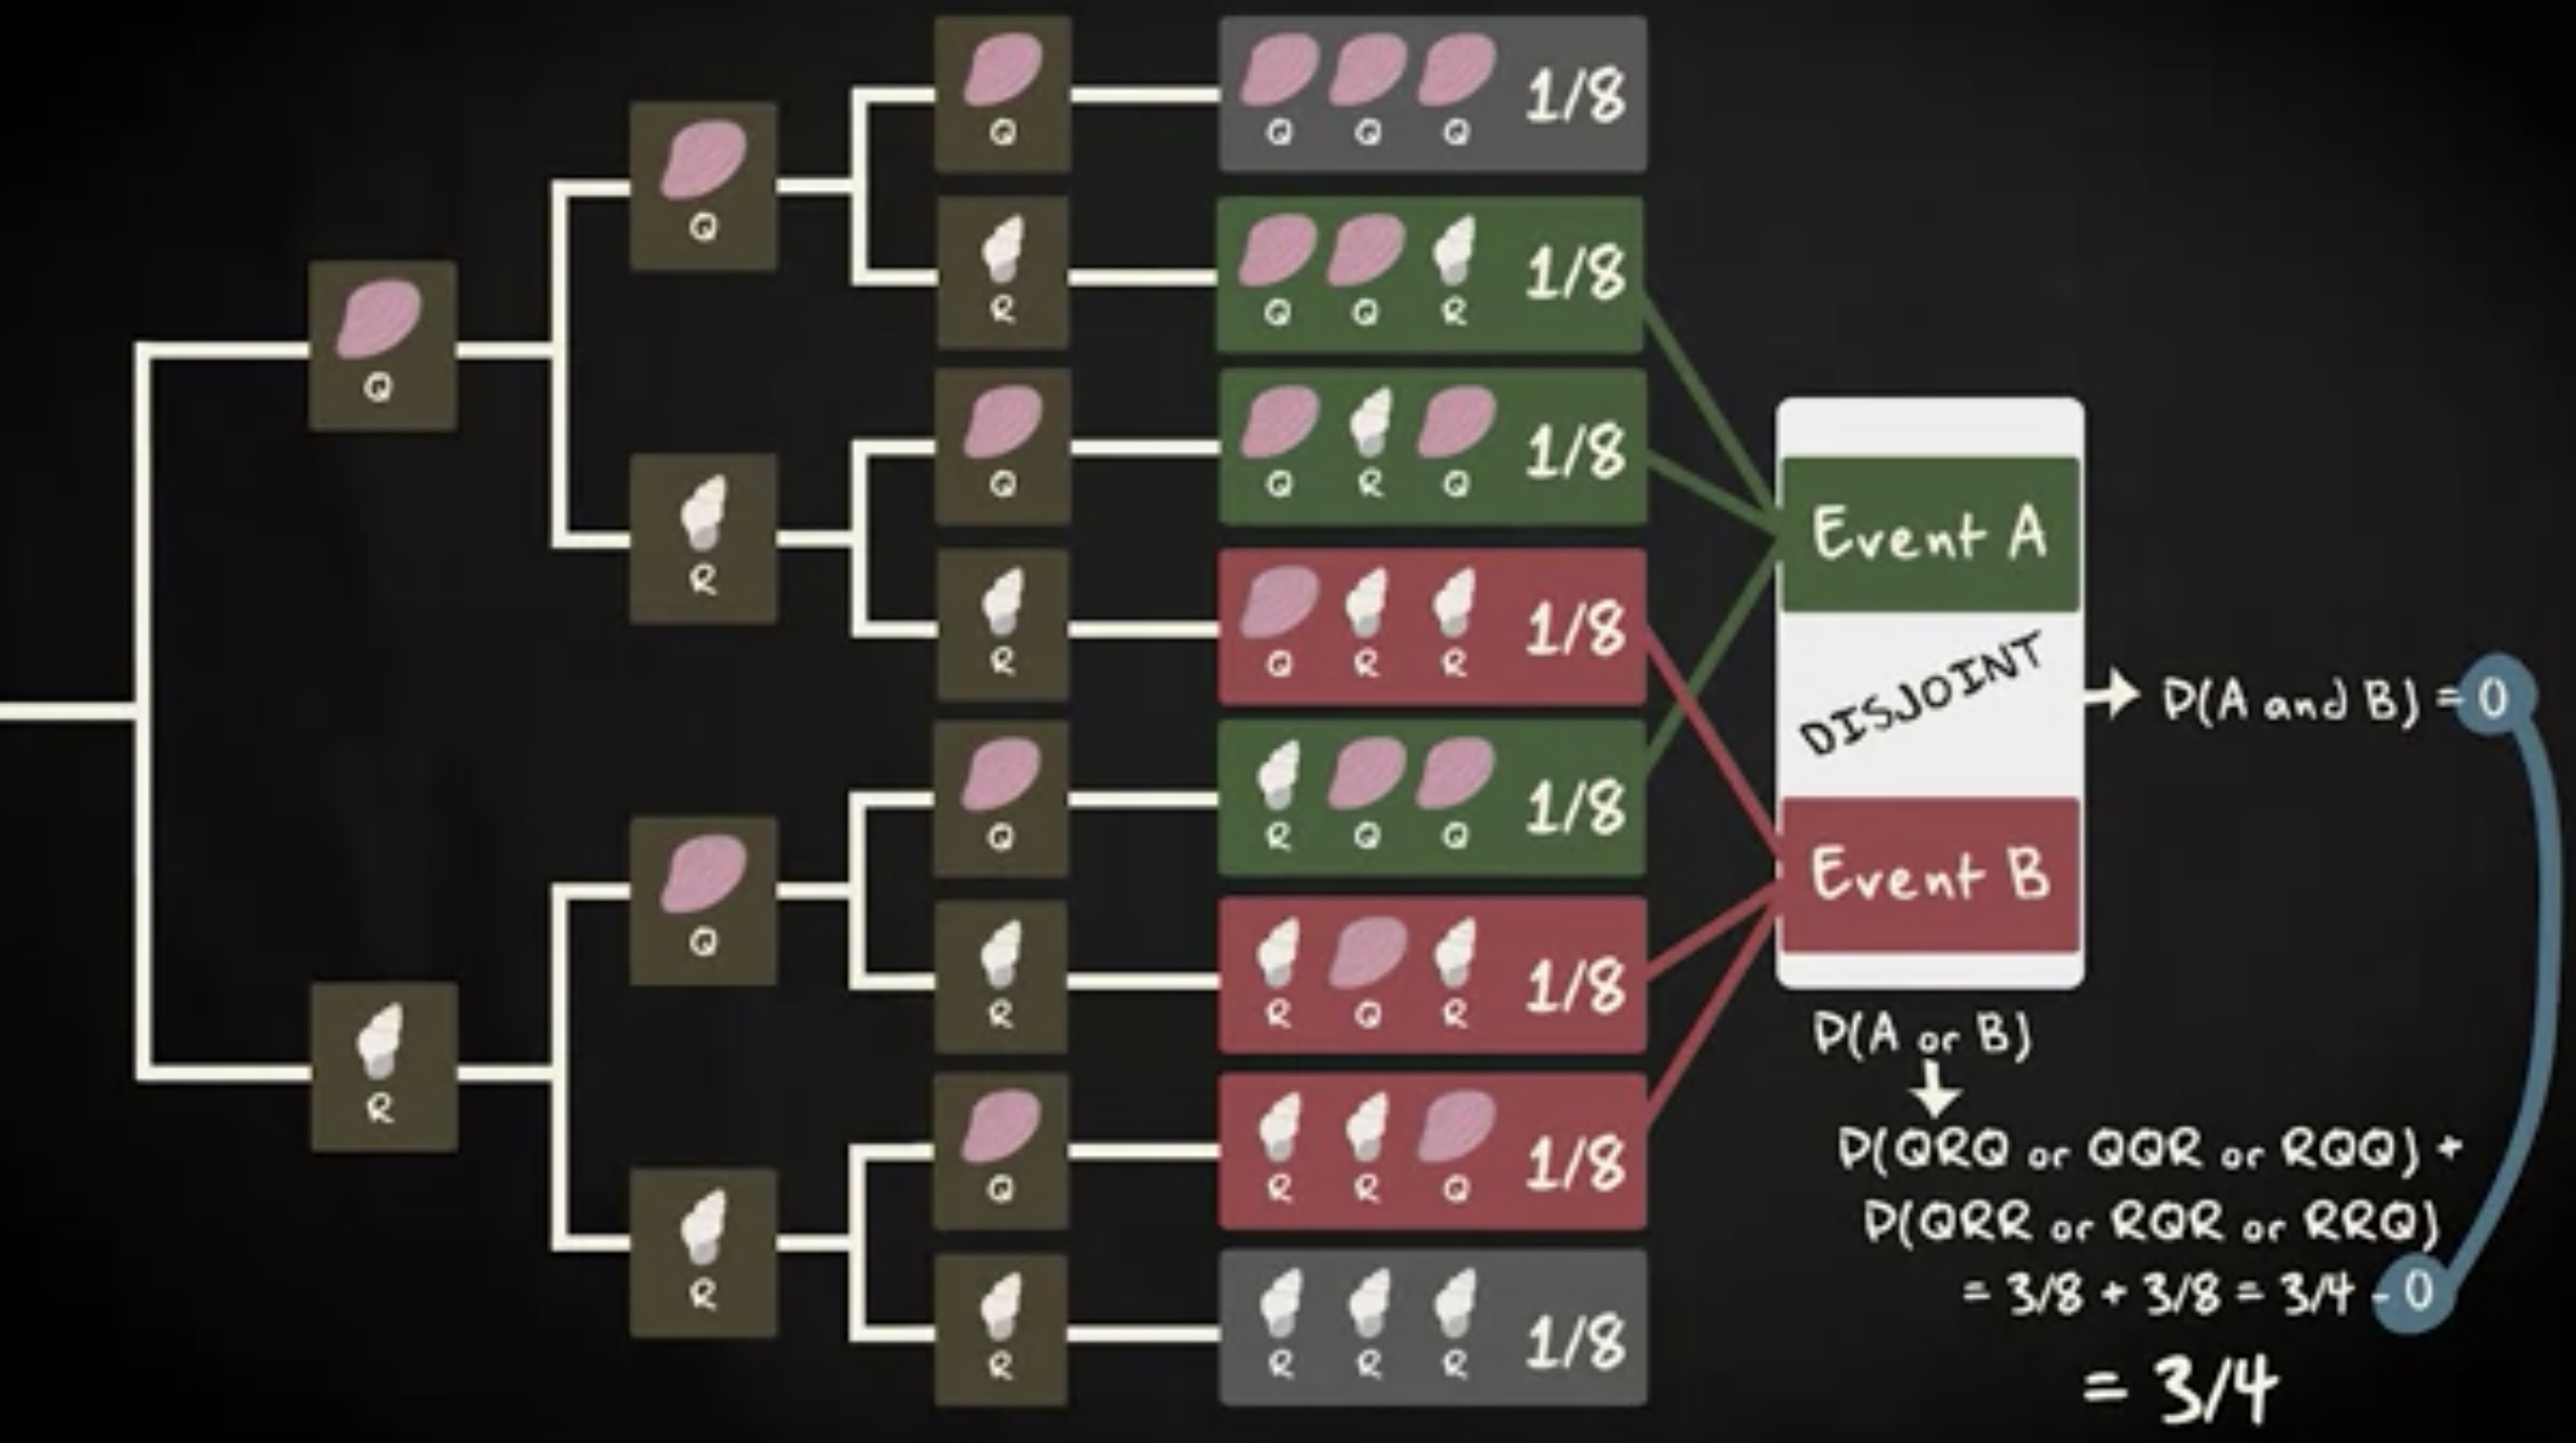 Q
Q Q Q 1/8
Q
R
Q Q R 1/8
Q
Q
Q R Q 1/8
R
R
Q R R 1/8
Q
R Q Q 1/8
Q
R
R Q R 1/8
R
Q
R R Q 1/8
R
R
R R R 1/8
Event A
DISJOINT
Event B
P(A and B) = 0
P(A or B)
P(QRQ or QQR or RQQ) +
P(QRR or RQR or RRQ)
= 3/8 + 3/8 = 3/4 - 0
= 3/4